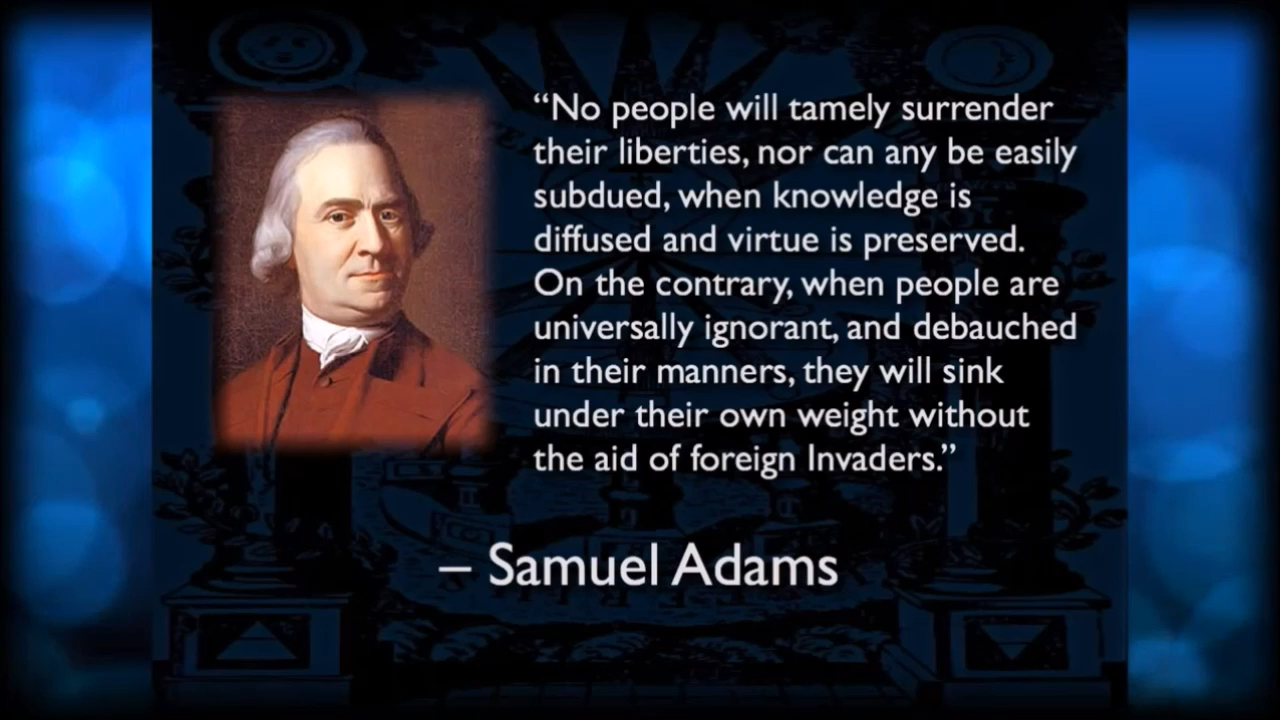 “No people will tamely surrender
their liberties, nor can any be easily
subdued, when knowledge is
diffused and virtue is preserved.
On the contrary, when people are
universally ignorant, and debauched
in their manners, they will sink
under their own weight without
the aid of foreign Invaders.”
– Samuel Adams